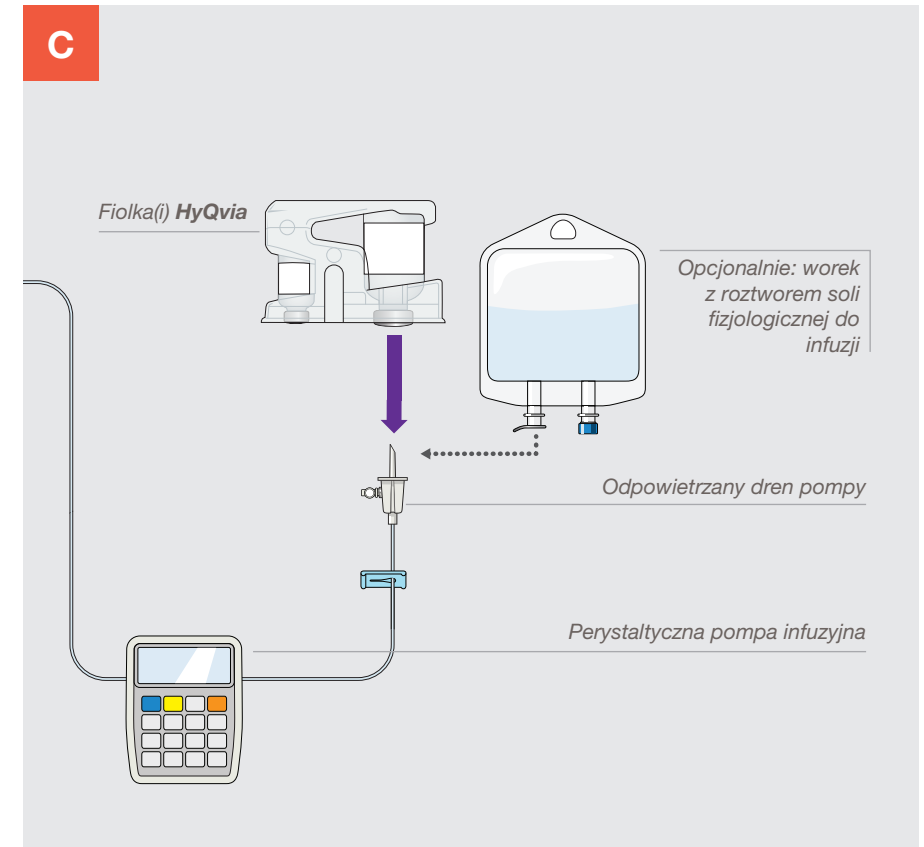 C
Fiolka(i) HyQvia
Opcjonalnie: worek
z roztworem soli
fizjologicznej do
infuzji
Odpowietrzany dren pompy
Perystaltyczna pompa infuzyjna